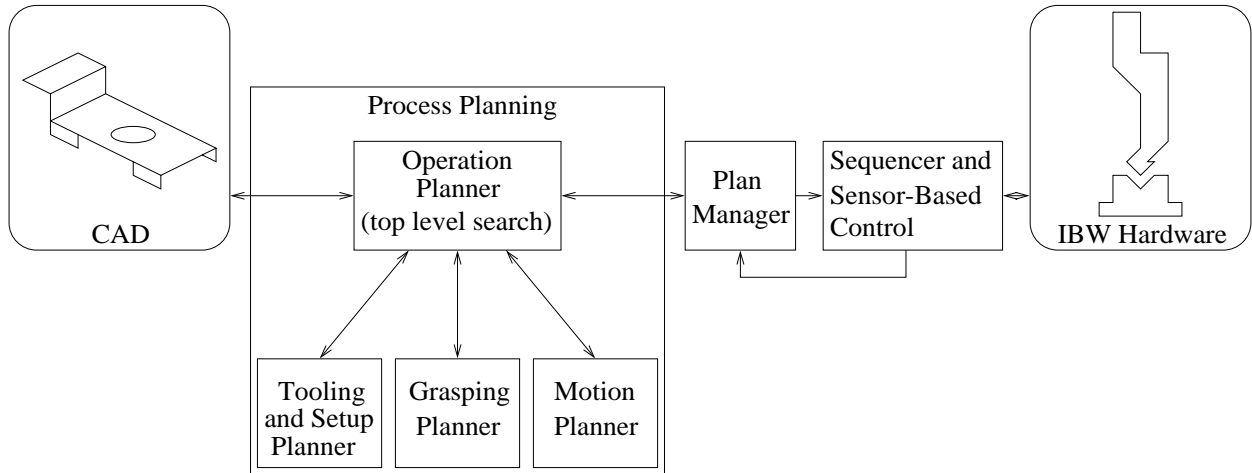 CAD
Process Planning
Operation
Planner
(top level search)
Tooling
and Setup
Planner
Grasping
Planner
Motion
Planner
Plan
Manager
Sequencer and
Sensor-Based
Control
IBW Hardware